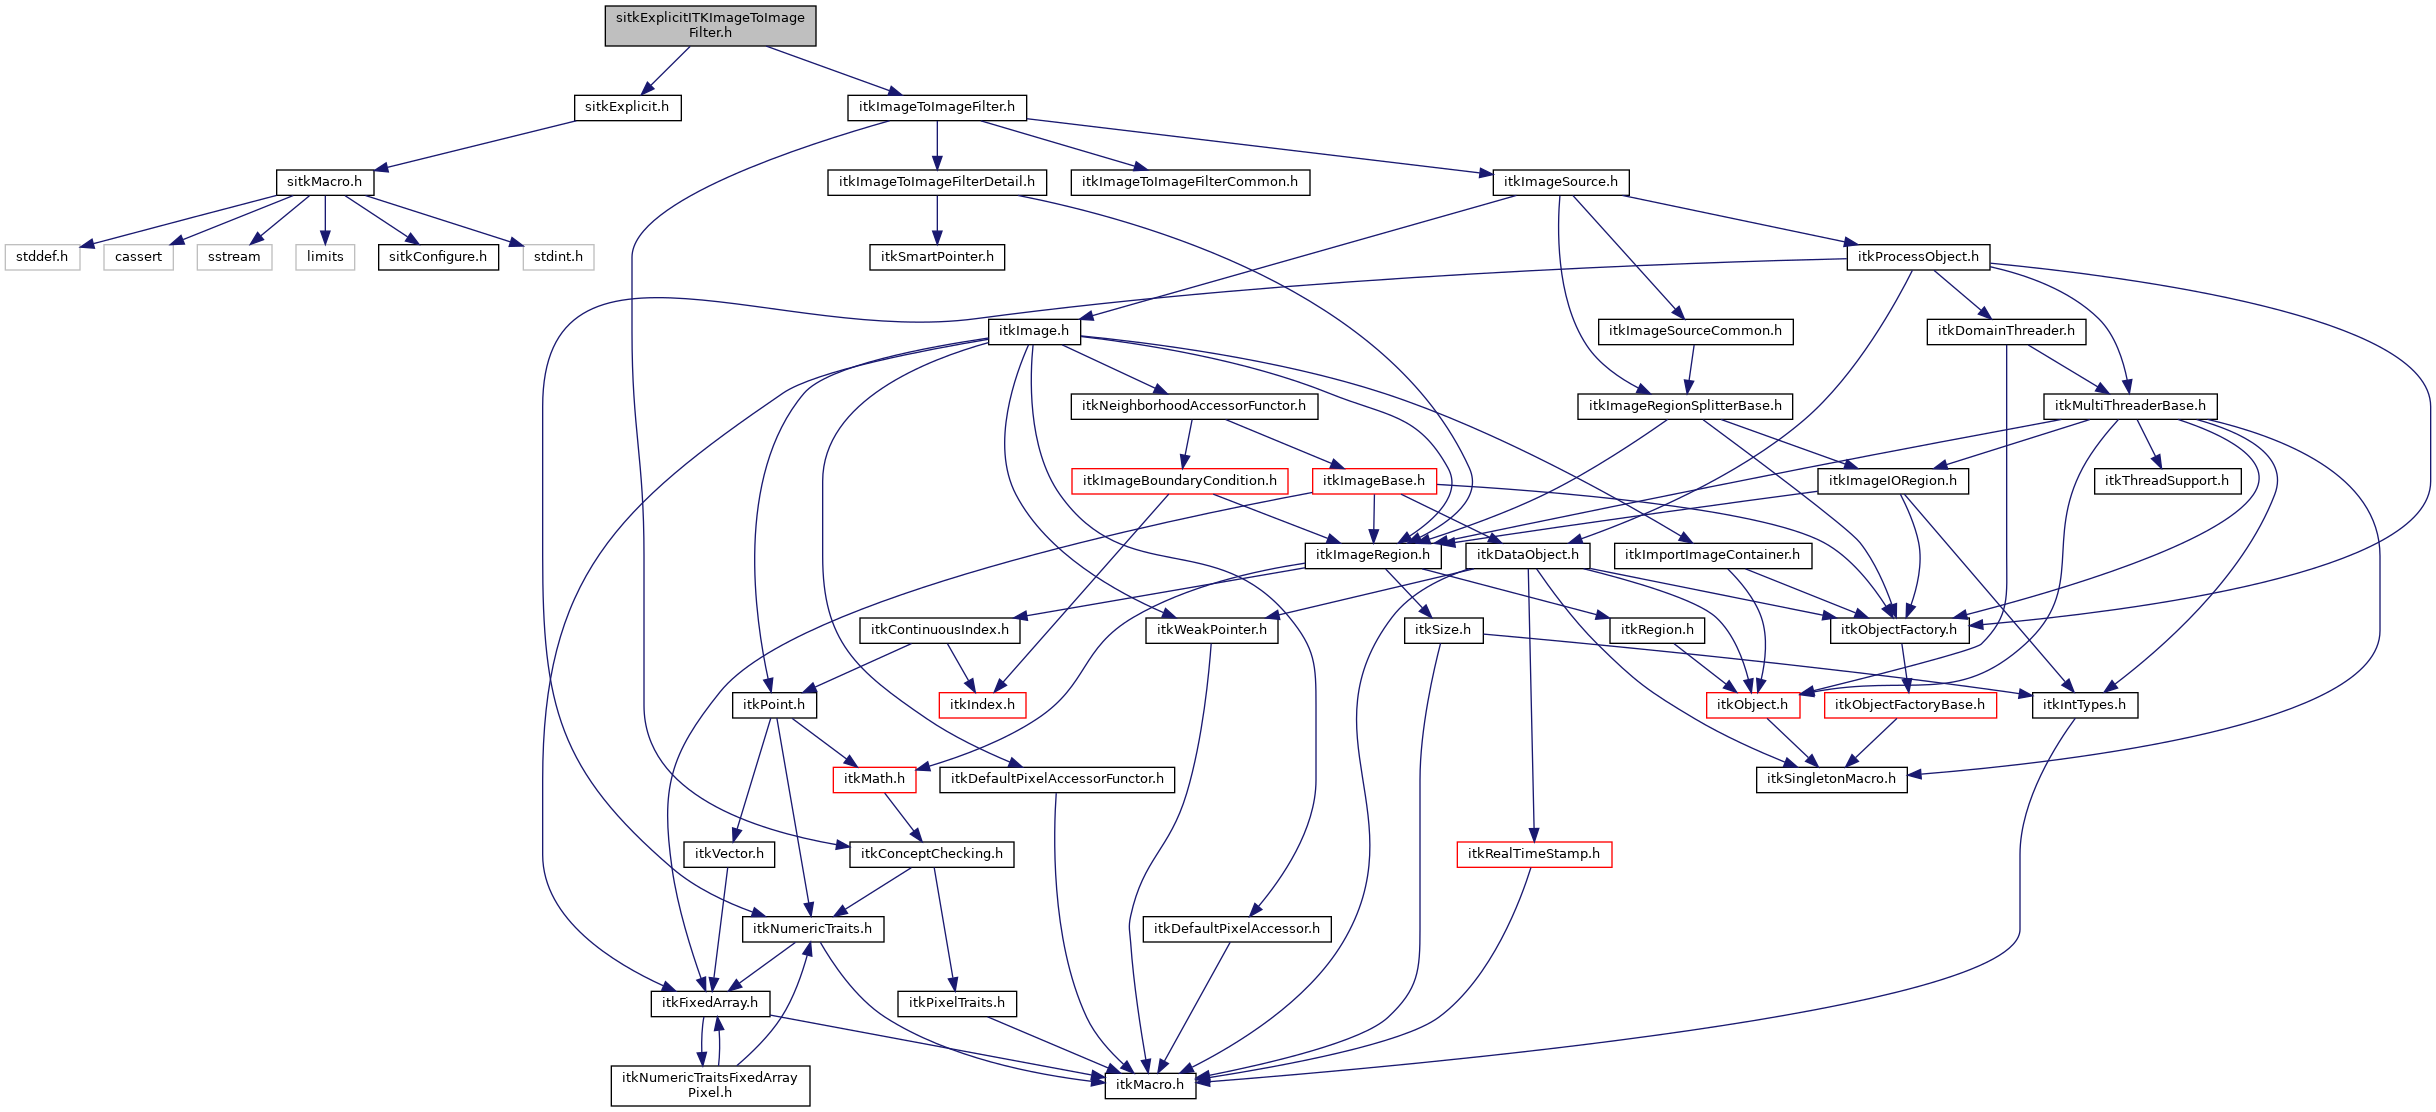 sitkExplicitITKImageToImage
Filter.h
sitkExplicit.h
itkImageToImageFilter.h
sitkMacro.h
itkImageToImageFilterDetail.h
itkImageToImageFilterCommon.h
itkImageSource.h
stddef.h
cassert
sstream
limits
sitkConfigure.h
stdint.h
itkSmartPointer.h
itkProcessObject.h
itkImage.h
itkImageSourceCommon.h
itkDomainThreader.h
itkNeighborhoodAccessorFunctor.h
itkImageRegionSplitterBase.h
itkMultiThreaderBase.h
itkImageBoundaryCondition.h
itkImageBase.h
itkImageIORegion.h
itkThreadSupport.h
itkImageRegion.h
itkDataObject.h
itkImportImageContainer.h
itkContinuousIndex.h
itkWeakPointer.h
itkSize.h
itkRegion.h
itkObjectFactory.h
itkPoint.h
itkIndex.h
itkObject.h
itkObjectFactoryBase.h
itkIntTypes.h
itkMath.h
itkDefaultPixelAccessorFunctor.h
itkSingletonMacro.h
itkVector.h
itkConceptChecking.h
itkRealTimeStamp.h
itkNumericTraits.h
itkDefaultPixelAccessor.h
itkFixedArray.h
itkPixelTraits.h
itkNumericTraitsFixedArray
Pixel.h
itkMacro.h